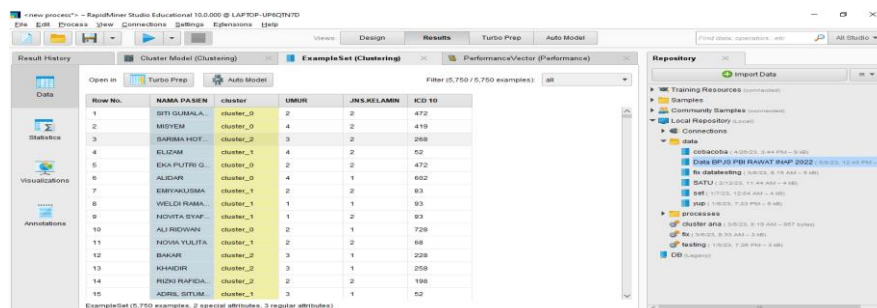 <new process*> – RapidMiner Studio Educational 10.0.000 @ LAPTOP-UP6QTN7D
File Edit Process View Connections Settings Extensions Help
Views: Design Results Turbo Prep Auto Model
Find data, operators...etc
All Studio
Result History
Cluster Model (Clustering)
ExampleSet (Clustering)
PerformanceVector (Performance)
Repository
Data
Statistics
Visualizations
Annotations
Open in Turbo Prep Auto Model
Filter (5,750 / 5,750 examples): all
Row No. NAMA PASIEN cluster UMUR JNS.KELAMIN ICD 10
1 SITI GUMALA... cluster_0 2 2 472
2 MISYEM cluster_0 4 2 419
3 SARIMA HOT... cluster_2 3 2 268
4 ELIZAM cluster_1 4 2 52
5 EKA PUTRI G... cluster_0 2 2 472
6 ALIDAR cluster_0 4 1 602
7 EMIYAKUSMA cluster_1 2 2 93
8 WELDI RAMA... cluster_1 1 1 93
9 NOVITA SYAF... cluster_1 1 2 93
10 ALI RIDWAN cluster_0 2 1 728
11 NOVIA YULITA cluster_1 2 2 68
12 BAKAR cluster_2 3 1 228
13 KHAIDIR cluster_2 3 1 258
14 RIZKI RAFIDA... cluster_2 2 2 198
15 ADRIL SITUM... cluster_1 3 1 52
ExampleSet (5,750 examples, 2 special attributes, 3 regular attributes)
Import Data
Training Resources (connected)
Samples
Community Samples (connected)
Local Repository (Local)
Connections
data
cobacoba
Data BPJS PBI RAWAT INAP 2022
fix datatesting
SATU
set
yup
processes
cluster ana
fix
testing
DB (Legacy)